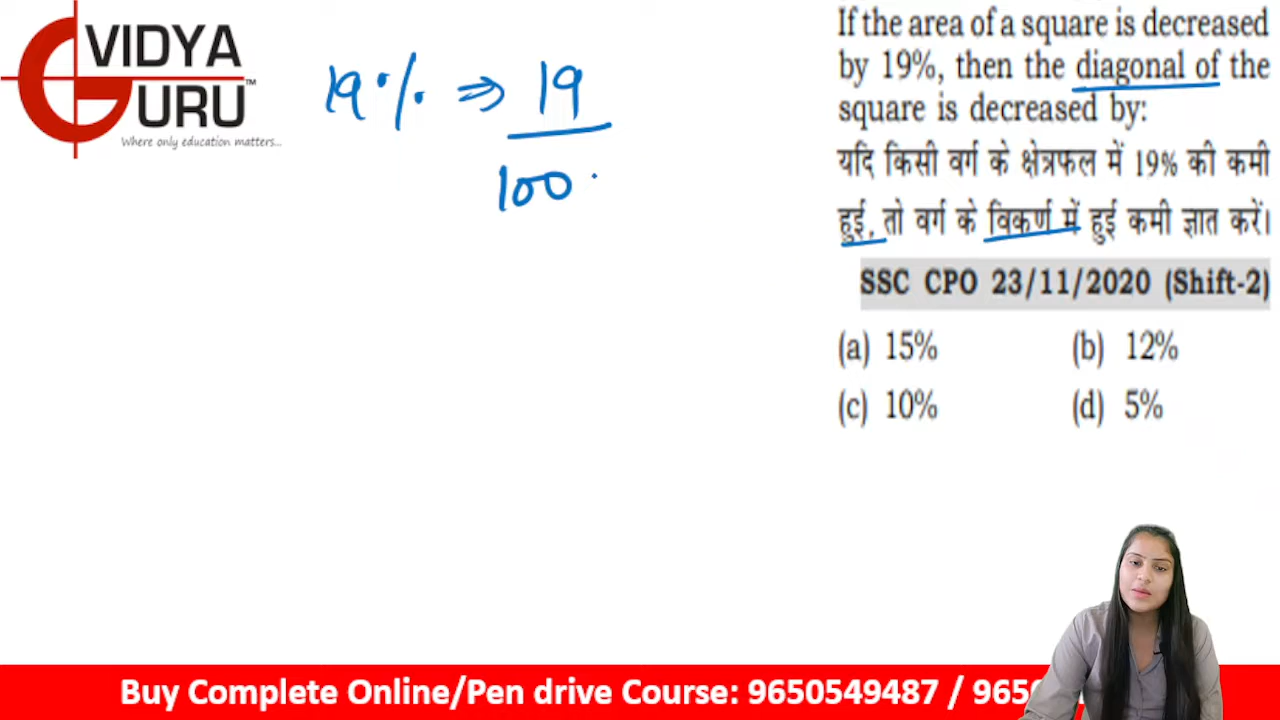 VIDYA
GURU™
Where only education matters...
19% ⇒ 19
100
If the area of a square is decreased
by 19%, then the diagonal of the
square is decreased by:
यदि किसी वर्ग के क्षेत्रफल में 19% की कमी
हुई, तो वर्ग के विकर्ण में हुई कमी ज्ञात करें।
SSC CPO 23/11/2020 (Shift-2)
(a) 15% (b) 12%
(c) 10% (d) 5%
Buy Complete Online/Pen drive Course: 9650549487 /